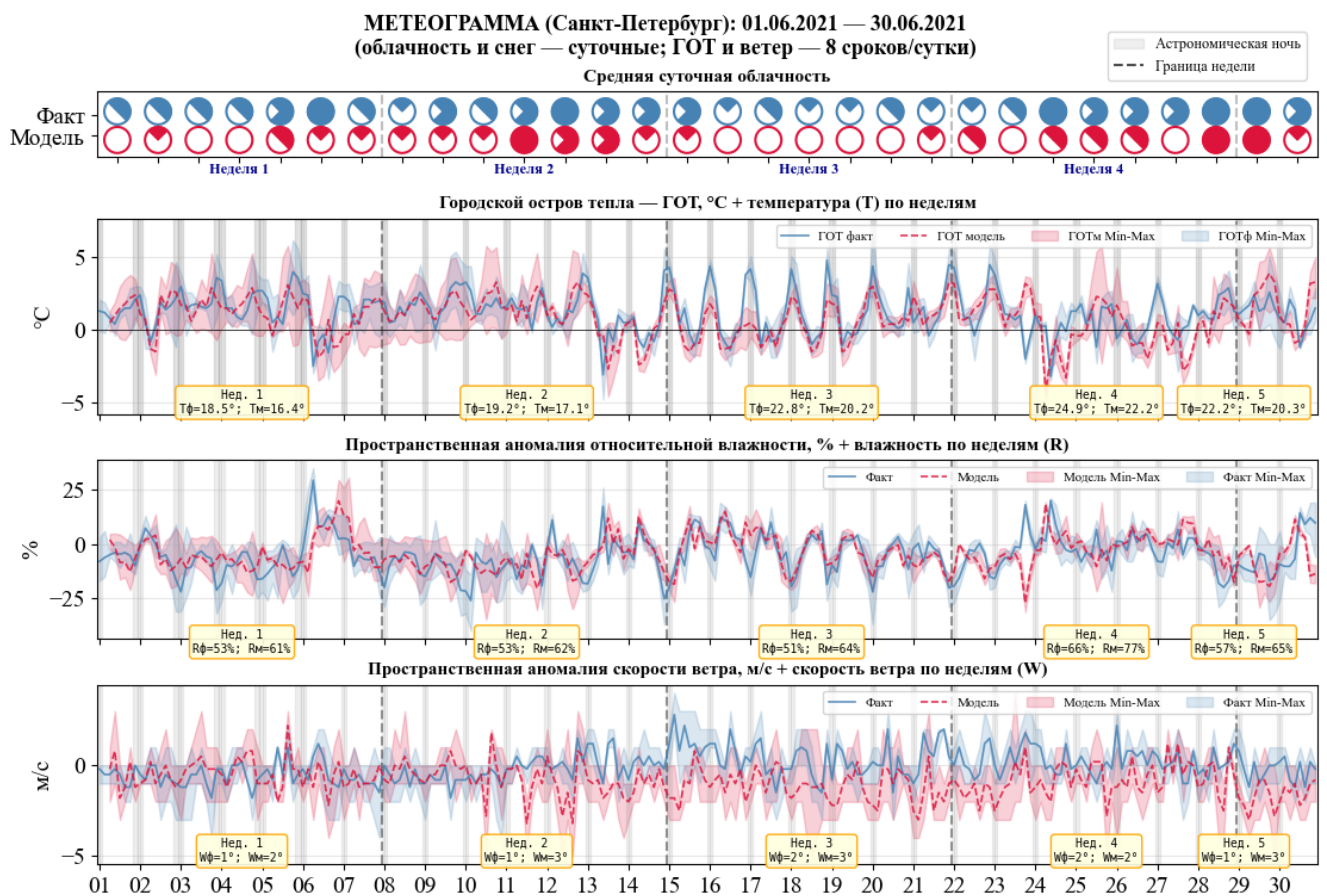 МЕТЕОГРАММА (Санкт-Петербург): 01.06.2021 — 30.06.2021
(облачность и снег — суточные; ГОТ и ветер — 8 сроков/сутки)
Астрономическая ночь
Граница недели
Средняя суточная облачность
Факт
Модель
Неделя 1 Неделя 2 Неделя 3 Неделя 4
Городской остров тепла — ГОТ, °C + температура (T) по неделям
ГОТ факт ГОТ модель ГОТм Min-Max ГОТф Min-Max
5
°C
0
−5
Нед. 1 Нед. 2 Нед. 3 Нед. 4 Нед. 5
Tф=18.5°; Tм=16.4° Tф=19.2°; Tм=17.1° Tф=22.8°; Tм=20.2° Tф=24.9°; Tм=22.2° Tф=22.2°; Tм=20.3°
Пространственная аномалия относительной влажности, % + влажность по неделям (R)
Факт Модель Модель Min-Max Факт Min-Max
25
%
0
−25
Нед. 1 Нед. 2 Нед. 3 Нед. 4 Нед. 5
Rф=53%; Rм=61% Rф=53%; Rм=62% Rф=51%; Rм=64% Rф=66%; Rм=77% Rф=57%; Rм=65%
Пространственная аномалия скорости ветра, м/с + скорость ветра по неделям (W)
Факт Модель Модель Min-Max Факт Min-Max
0
м/с
−5
Нед. 1 Нед. 2 Нед. 3 Нед. 4 Нед. 5
Wф=1°; Wм=2° Wф=1°; Wм=3° Wф=2°; Wм=3° Wф=2°; Wм=2° Wф=1°; Wм=3°
01 02 03 04 05 06 07 08 09 10 11 12 13 14 15 16 17 18 19 20 21 22 23 24 25 26 27 28 29 30